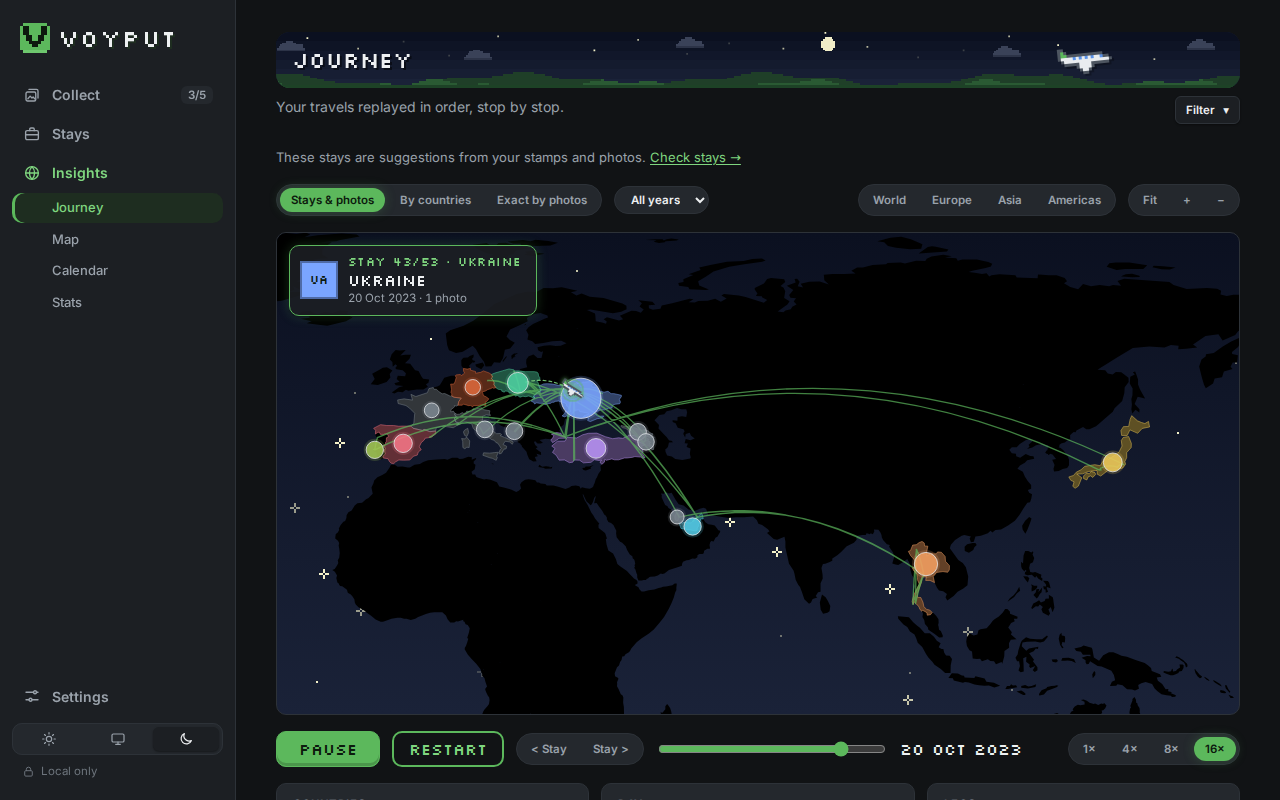 VOYPUT
Collect 3/5
Stays
Insights
Journey
Map
Calendar
Stats
Settings
Local only
JOURNEY
Your travels replayed in order, stop by stop.
Filter ▾
These stays are suggestions from your stamps and photos. Check stays →
Stays & photos By countries Exact by photos All years World Europe Asia Americas Fit + −
VA
STAY 43/53 · UKRAINE
UKRAINE
20 Oct 2023 · 1 photo
PAUSE RESTART < Stay Stay > 20 OCT 2023 1× 4× 8× 16×